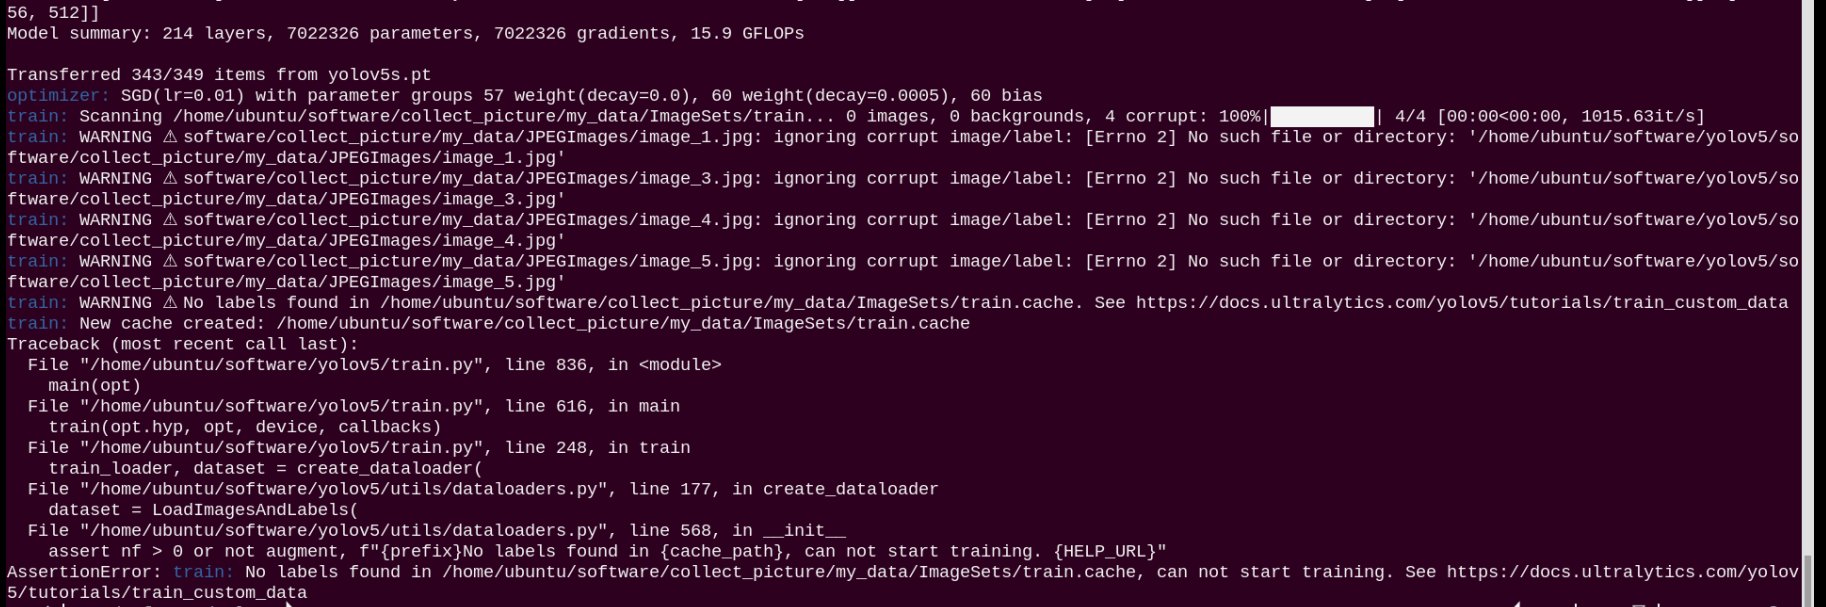 56, 512]]
Model summary: 214 layers, 7022326 parameters, 7022326 gradients, 15.9 GFLOPs
Transferred 343/349 items from yolov5s.pt
optimizer: SGD(lr=0.01) with parameter groups 57 weight(decay=0.0), 60 weight(decay=0.0005), 60 bias
train: Scanning /home/ubuntu/software/collect_picture/my_data/ImageSets/train... 0 images, 0 backgrounds, 4 corrupt: 100%|██████████| 4/4 [00:00<00:00, 1015.63it/s]
train: WARNING ⚠ software/collect_picture/my_data/JPEGImages/image_1.jpg: ignoring corrupt image/label: [Errno 2] No such file or directory: '/home/ubuntu/software/yolov5/so
ftware/collect_picture/my_data/JPEGImages/image_1.jpg'
train: WARNING ⚠ software/collect_picture/my_data/JPEGImages/image_3.jpg: ignoring corrupt image/label: [Errno 2] No such file or directory: '/home/ubuntu/software/yolov5/so
ftware/collect_picture/my_data/JPEGImages/image_3.jpg'
train: WARNING ⚠ software/collect_picture/my_data/JPEGImages/image_4.jpg: ignoring corrupt image/label: [Errno 2] No such file or directory: '/home/ubuntu/software/yolov5/so
ftware/collect_picture/my_data/JPEGImages/image_4.jpg'
train: WARNING ⚠ software/collect_picture/my_data/JPEGImages/image_5.jpg: ignoring corrupt image/label: [Errno 2] No such file or directory: '/home/ubuntu/software/yolov5/so
ftware/collect_picture/my_data/JPEGImages/image_5.jpg'
train: WARNING ⚠ No labels found in /home/ubuntu/software/collect_picture/my_data/ImageSets/train.cache. See https://docs.ultralytics.com/yolov5/tutorials/train_custom_data
train: New cache created: /home/ubuntu/software/collect_picture/my_data/ImageSets/train.cache
Traceback (most recent call last):
  File "/home/ubuntu/software/yolov5/train.py", line 836, in <module>
    main(opt)
  File "/home/ubuntu/software/yolov5/train.py", line 616, in main
    train(opt.hyp, opt, device, callbacks)
  File "/home/ubuntu/software/yolov5/train.py", line 248, in train
    train_loader, dataset = create_dataloader(
  File "/home/ubuntu/software/yolov5/utils/dataloaders.py", line 177, in create_dataloader
    dataset = LoadImagesAndLabels(
  File "/home/ubuntu/software/yolov5/utils/dataloaders.py", line 568, in __init__
    assert nf > 0 or not augment, f"{prefix}No labels found in {cache_path}, can not start training. {HELP_URL}"
AssertionError: train: No labels found in /home/ubuntu/software/collect_picture/my_data/ImageSets/train.cache, can not start training. See https://docs.ultralytics.com/yolov
5/tutorials/train_custom_data